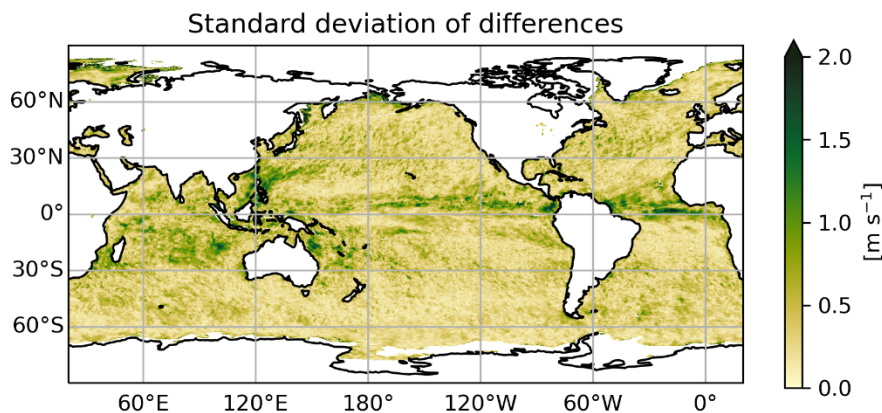 Standard deviation of differences
60°N
30°N
0°
30°S
60°S
60°E 120°E 180° 120°W 60°W 0°
2.0
1.5
1.0
0.5
0.0
[m s⁻¹]